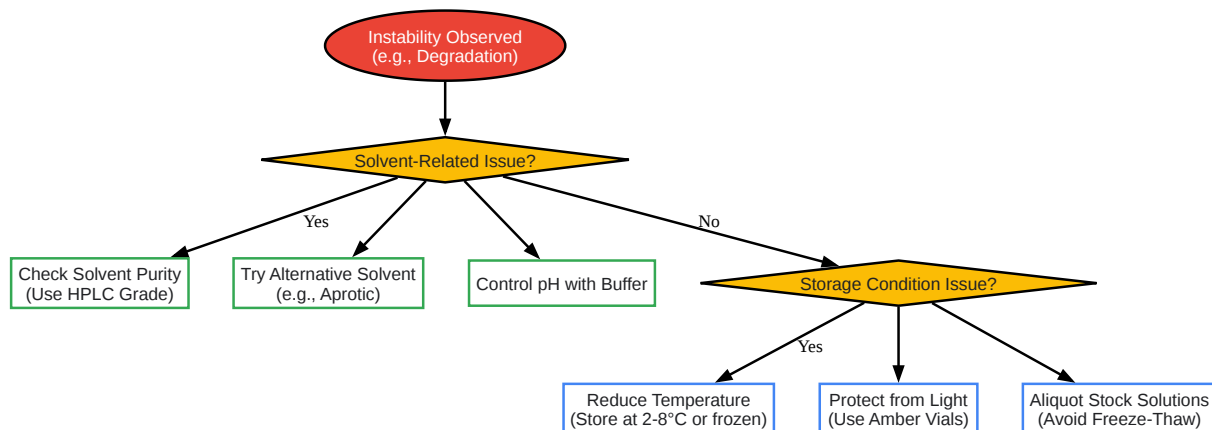 Instability Observed
(e.g., Degradation)
Solvent-Related Issue?
Yes
No
Check Solvent Purity
(Use HPLC Grade)
Try Alternative Solvent
(e.g., Aprotic)
Control pH with Buffer
Storage Condition Issue?
Yes
Reduce Temperature
(Store at 2-8°C or frozen)
Protect from Light
(Use Amber Vials)
Aliquot Stock Solutions
(Avoid Freeze-Thaw)